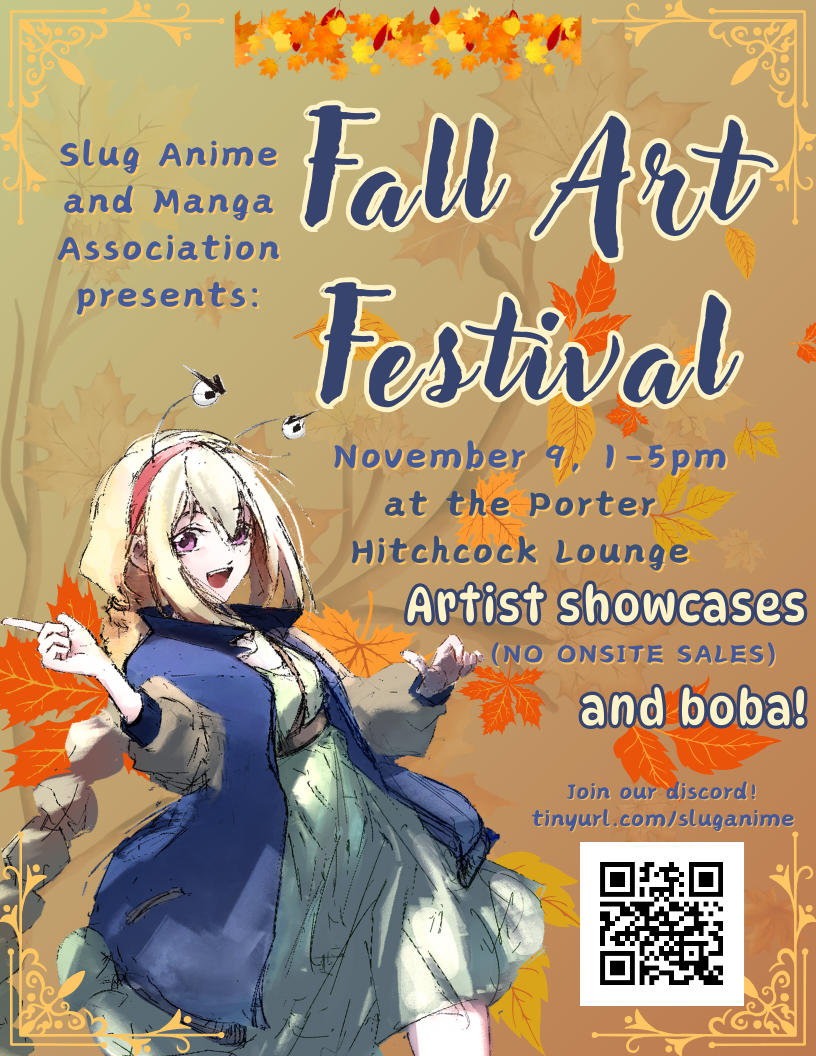 Slug Anime
and Manga
Association
presents:
Fall Art
Festival
November 9, 1-5pm
at the Porter
Hitchcock Lounge
Artist showcases
(NO ONSITE SALES)
and boba!
Join our discord!
tinyurl.com/sluganime